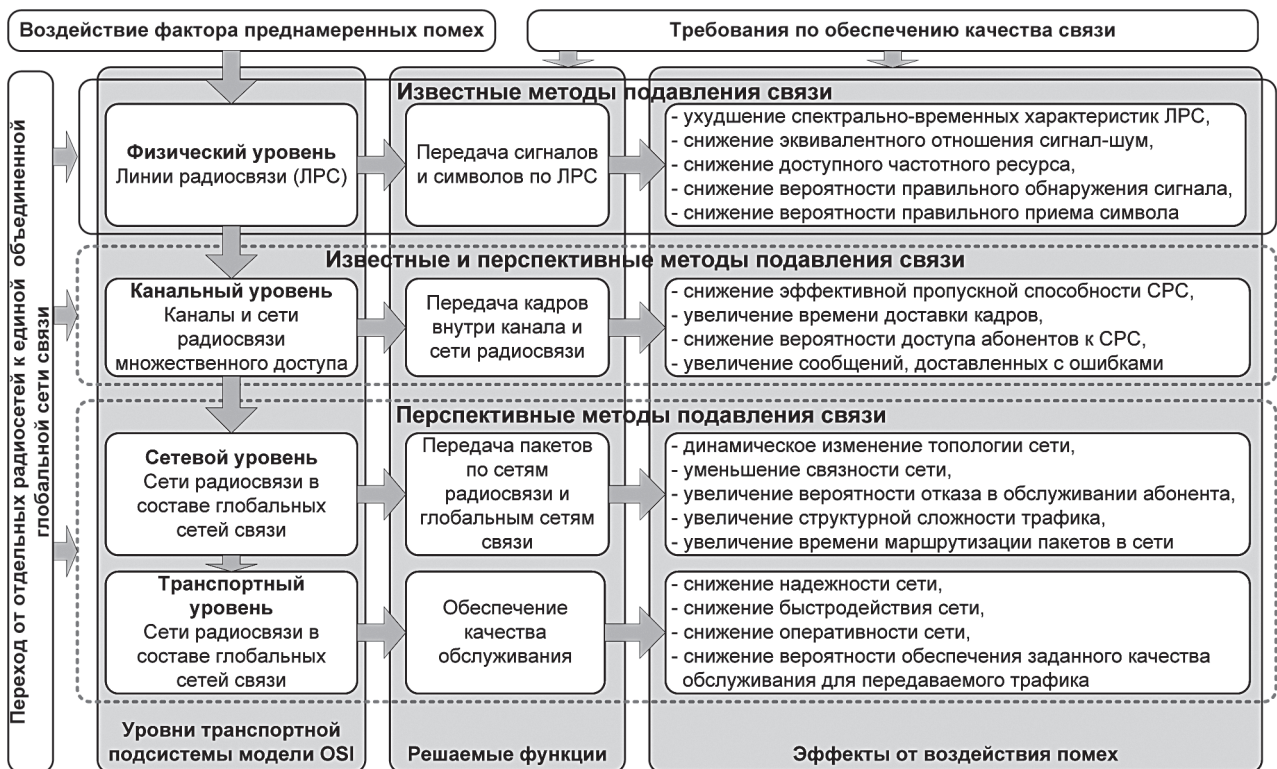 Воздействие фактора преднамеренных помех
Требования по обеспечению качества связи
Переход от отдельных радиосетей к единой объединенной
глобальной сети связи
Известные методы подавления связи
Физический уровень
Линии радиосвязи (ЛРС)
Передача сигналов
и символов по ЛРС
- ухудшение спектрально-временных характеристик ЛРС,
- снижение эквивалентного отношения сигнал-шум,
- снижение доступного частотного ресурса,
- снижение вероятности правильного обнаружения сигнала,
- снижение вероятности правильного приема символа
Известные и перспективные методы подавления связи
Канальный уровень
Каналы и сети
радиосвязи
множественного доступа
Передача кадров
внутри канала и
сети радиосвязи
- снижение эффективной пропускной способности СРС,
- увеличение времени доставки кадров,
- снижение вероятности доступа абонентов к СРС,
- увеличение сообщений, доставленных с ошибками
Перспективные методы подавления связи
Сетевой уровень
Сети радиосвязи в
составе глобальных
сетей связи
Передача пакетов
по сетям
радиосвязи и
глобальным сетям
связи
- динамическое изменение топологии сети,
- уменьшение связности сети,
- увеличение вероятности отказа в обслуживании абонента,
- увеличение структурной сложности трафика,
- увеличение времени маршрутизации пакетов в сети
Транспортный
уровень
Сети радиосвязи в
составе глобальных
сетей связи
Обеспечение
качества
обслуживания
- снижение надежности сети,
- снижение быстродействия сети,
- снижение оперативности сети,
- снижение вероятности обеспечения заданного качества
обслуживания для передаваемого трафика
Уровни транспортной
подсистемы модели OSI
Решаемые функции
Эффекты от воздействия помех